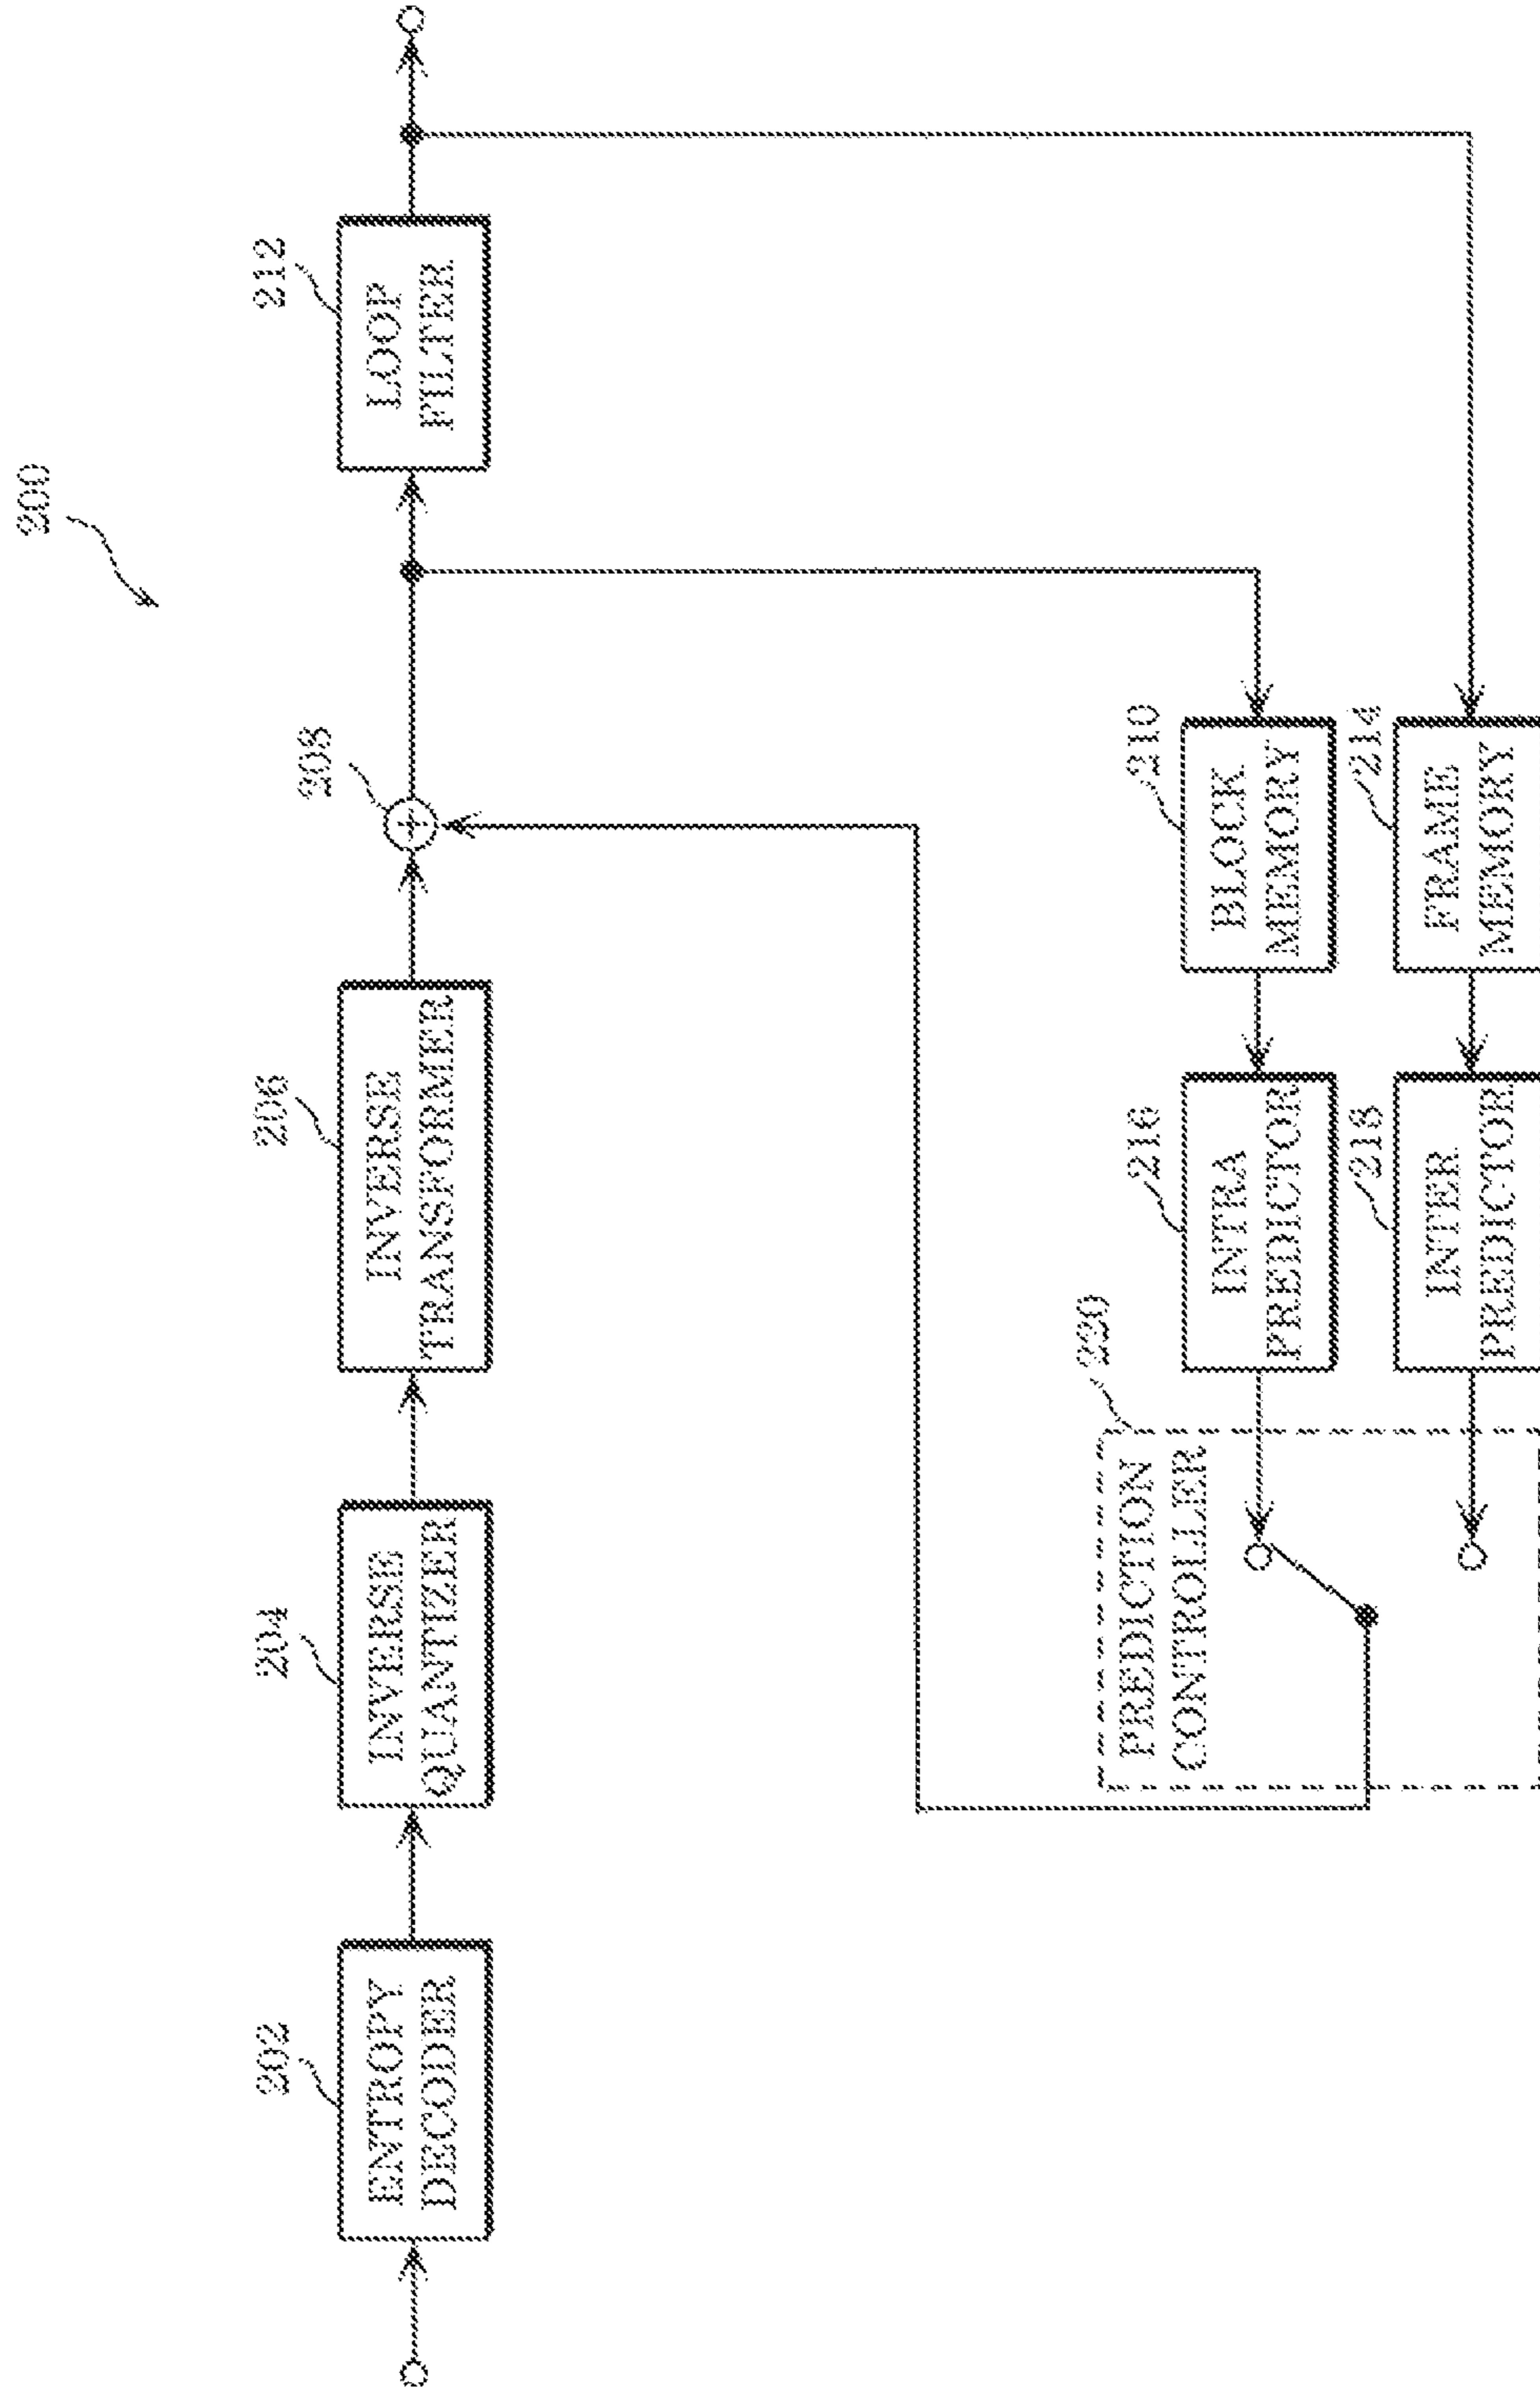 200
202
ENTROPY
DECODER
204
INVERSE
QUANTIZER
206
INVERSE
TRANSFORMER
208
+
212
LOOP
FILTER
220
PREDICTION
CONTROLLER
216
INTRA
PREDICTOR
210
BLOCK
MEMORY
218
INTER
PREDICTOR
214
FRAME
MEMORY